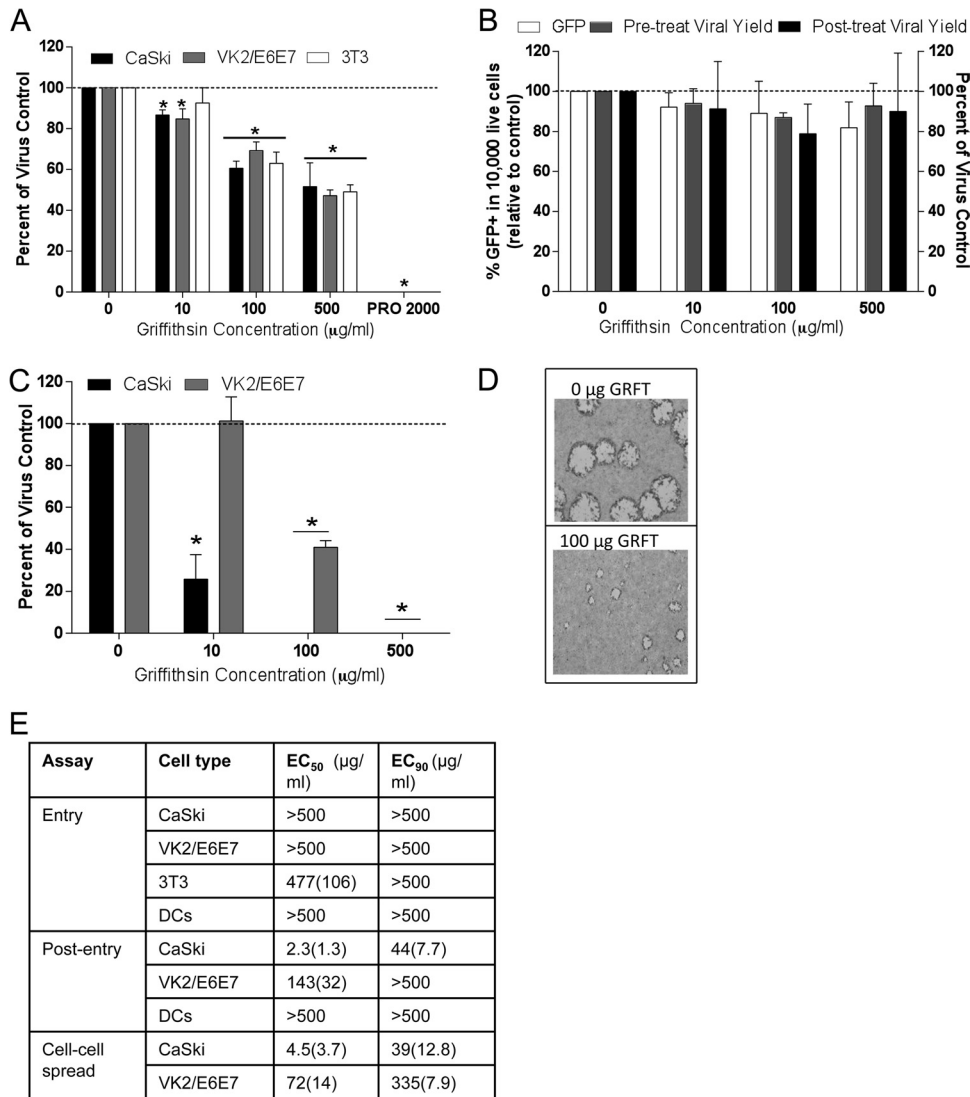 A
CaSki VK2/E6E7 3T3
Percent of Virus Control
120
100
80
60
40
20
0
* * * * *
0 10 100 500 PRO 2000
Griffithsin Concentration (µg/ml)
B
GFP Pre-treat Viral Yield Post-treat Viral Yield
%GFP+ in 10,000 live cells
(relative to control)
120
100
80
60
40
20
0
120
100
80
60
40
20
0
Percent of Virus Control
0 10 100 500
Griffithsin Concentration (µg/ml)
C
CaSki VK2/E6E7
Percent of Virus Control
120
100
80
60
40
20
0
* * *
0 10 100 500
Griffithsin Concentration (µg/ml)
D
0 µg GRFT
100 µg GRFT
E
Assay Cell type EC50 (µg/ EC90 (µg/
ml) ml)
Entry CaSki >500 >500
VK2/E6E7 >500 >500
3T3 477(106) >500
DCs >500 >500
Post-entry CaSki 2.3(1.3) 44(7.7)
VK2/E6E7 143(32) >500
DCs >500 >500
Cell-cell CaSki 4.5(3.7) 39(12.8)
spread VK2/E6E7 72(14) 335(7.9)